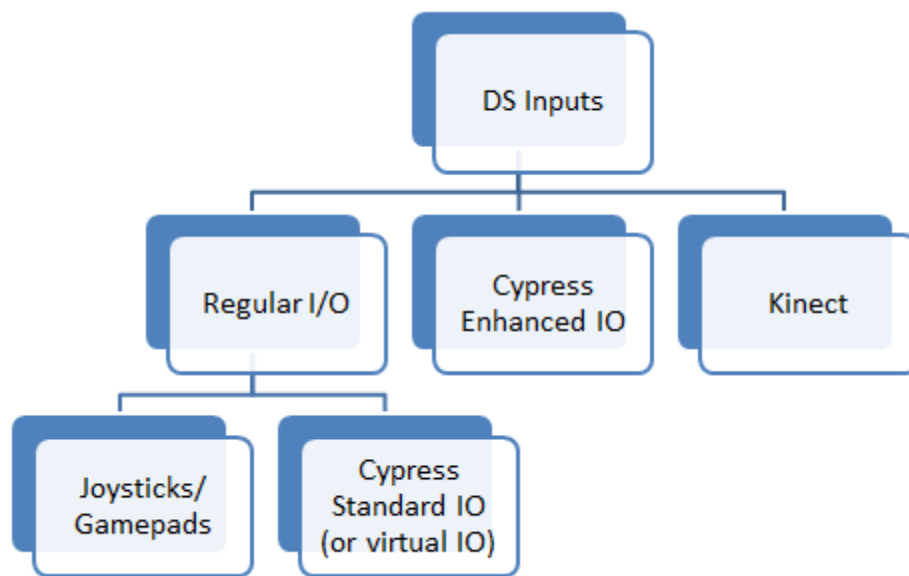 DS Inputs
Regular I/O
Cypress
Enhanced IO
Kinect
Joysticks/
Gamepads
Cypress
Standard IO
(or virtual IO)